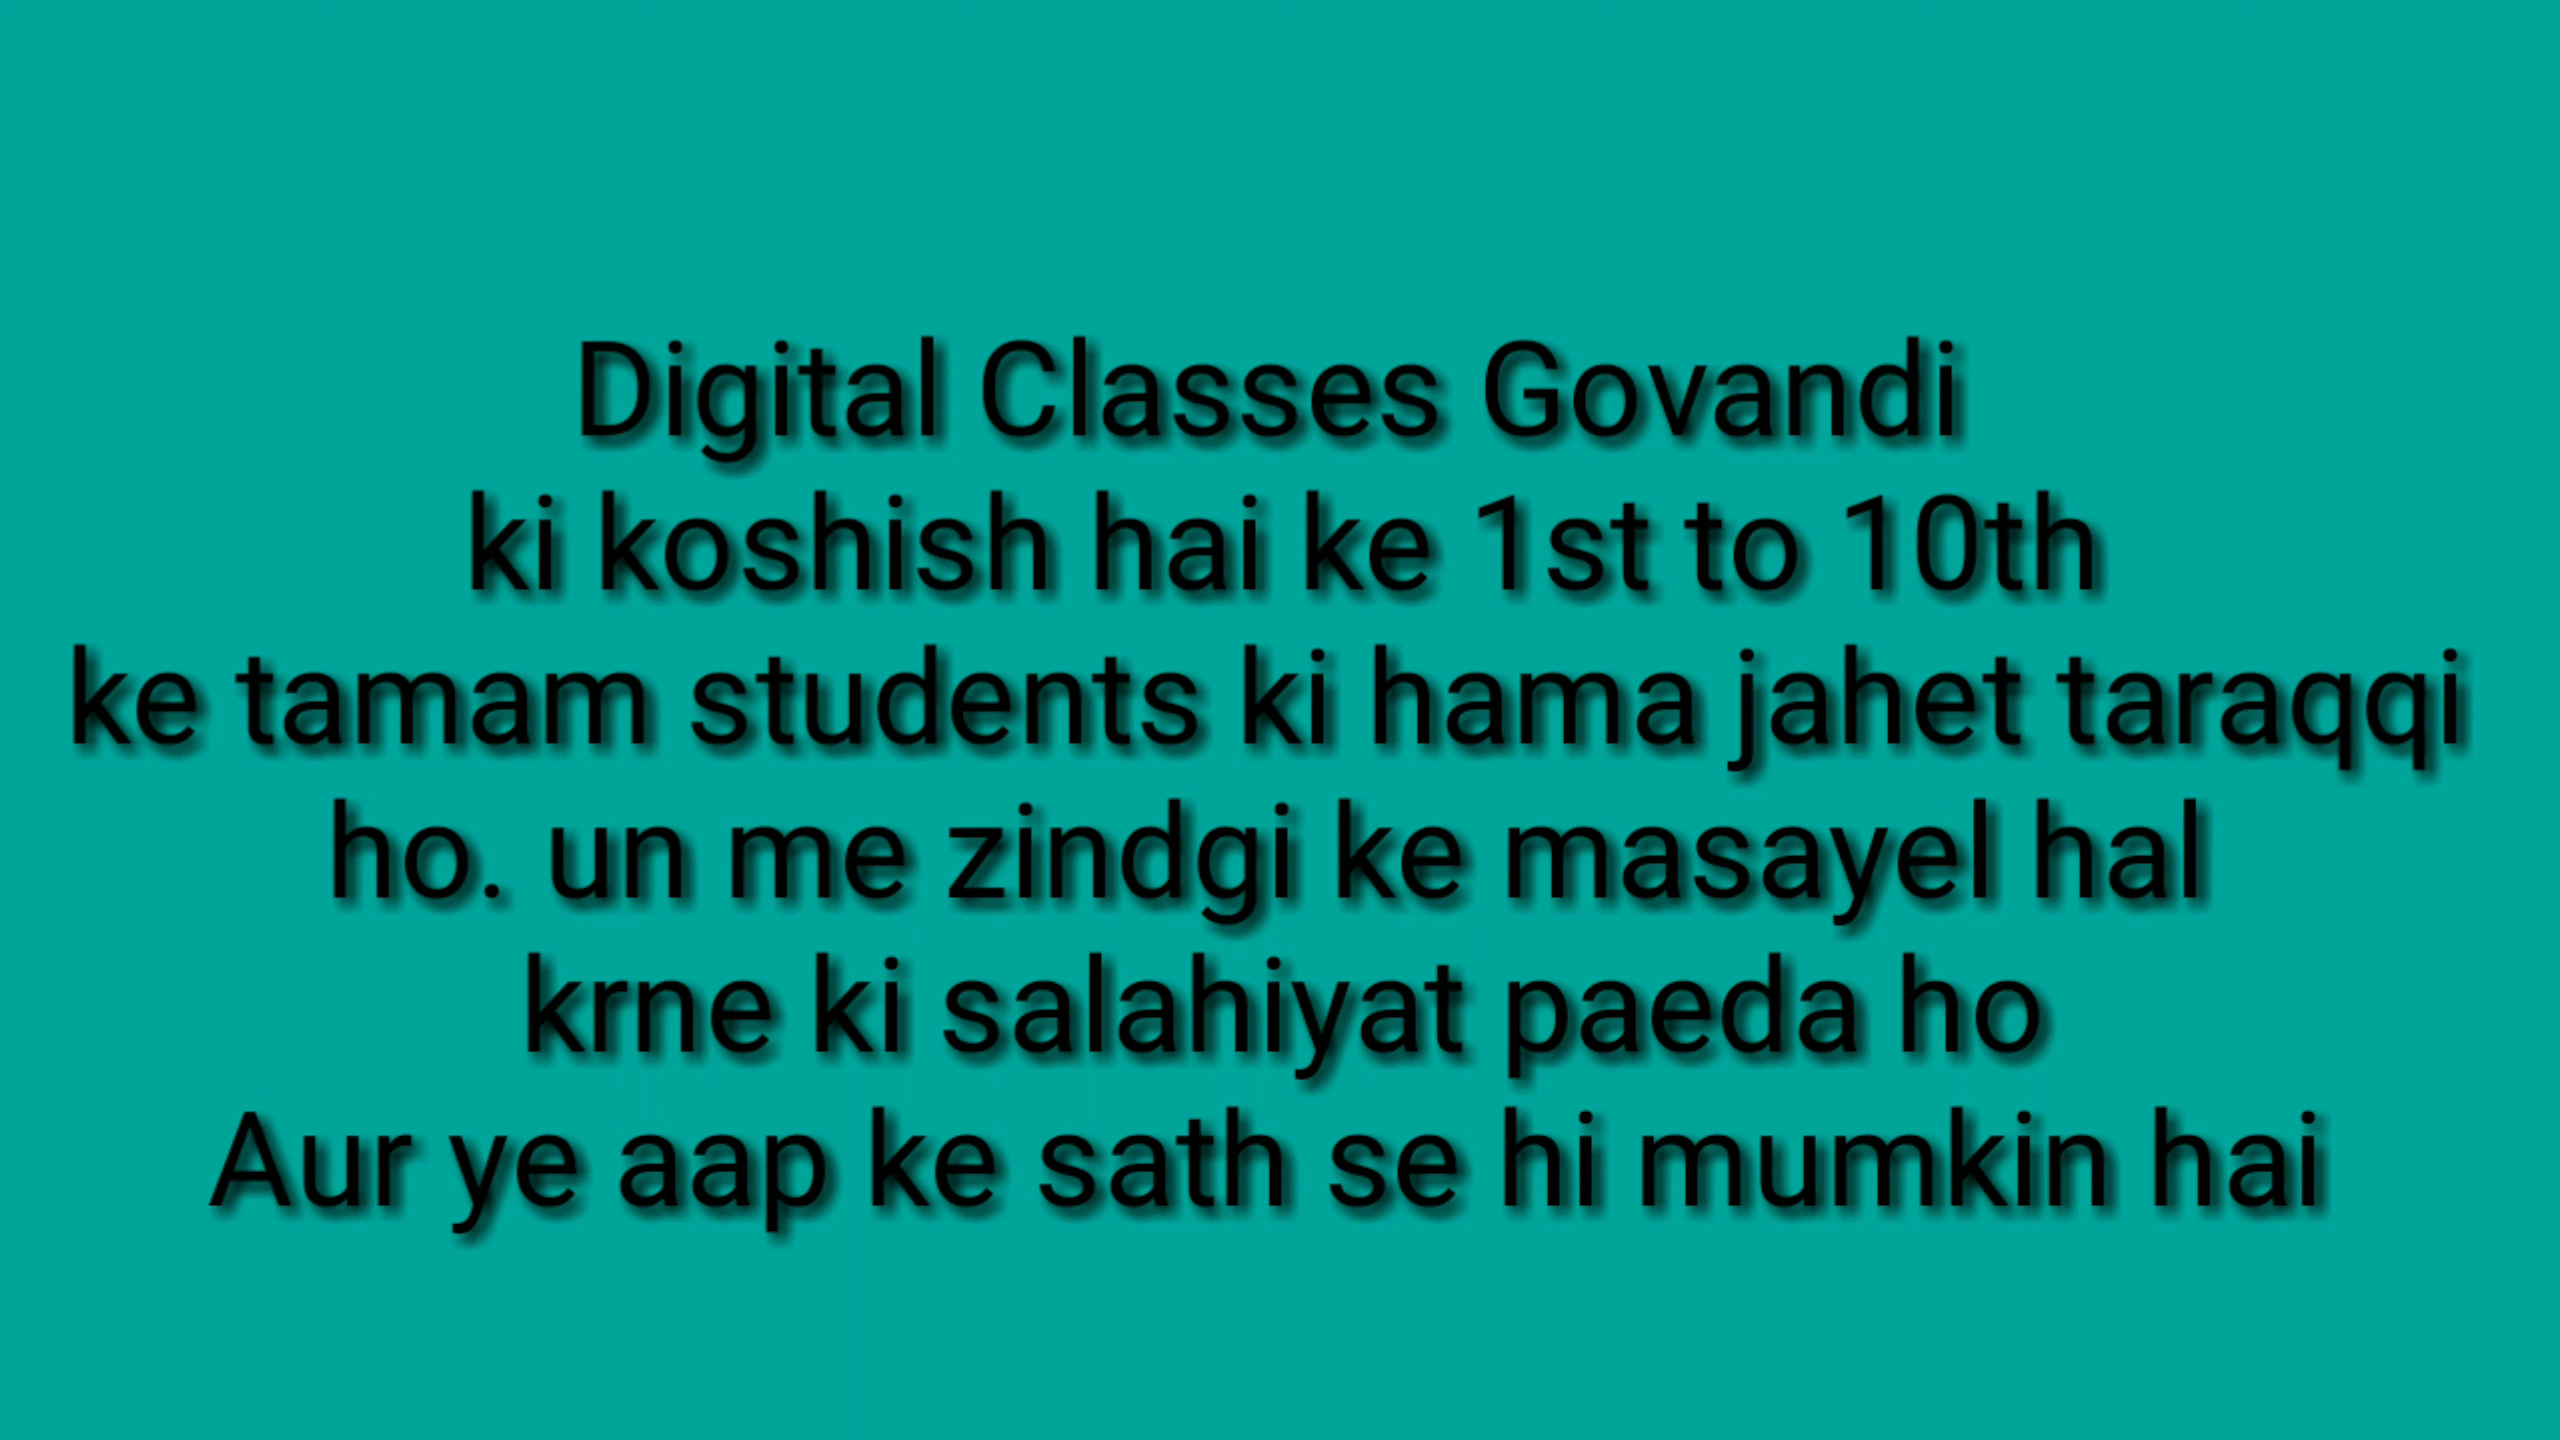 Digital Classes Govandi
ki koshish hai ke 1st to 10th
ke tamam students ki hama jahet taraqqi
ho. un me zindgi ke masayel hal
krne ki salahiyat paeda ho
Aur ye aap ke sath se hi mumkin hai